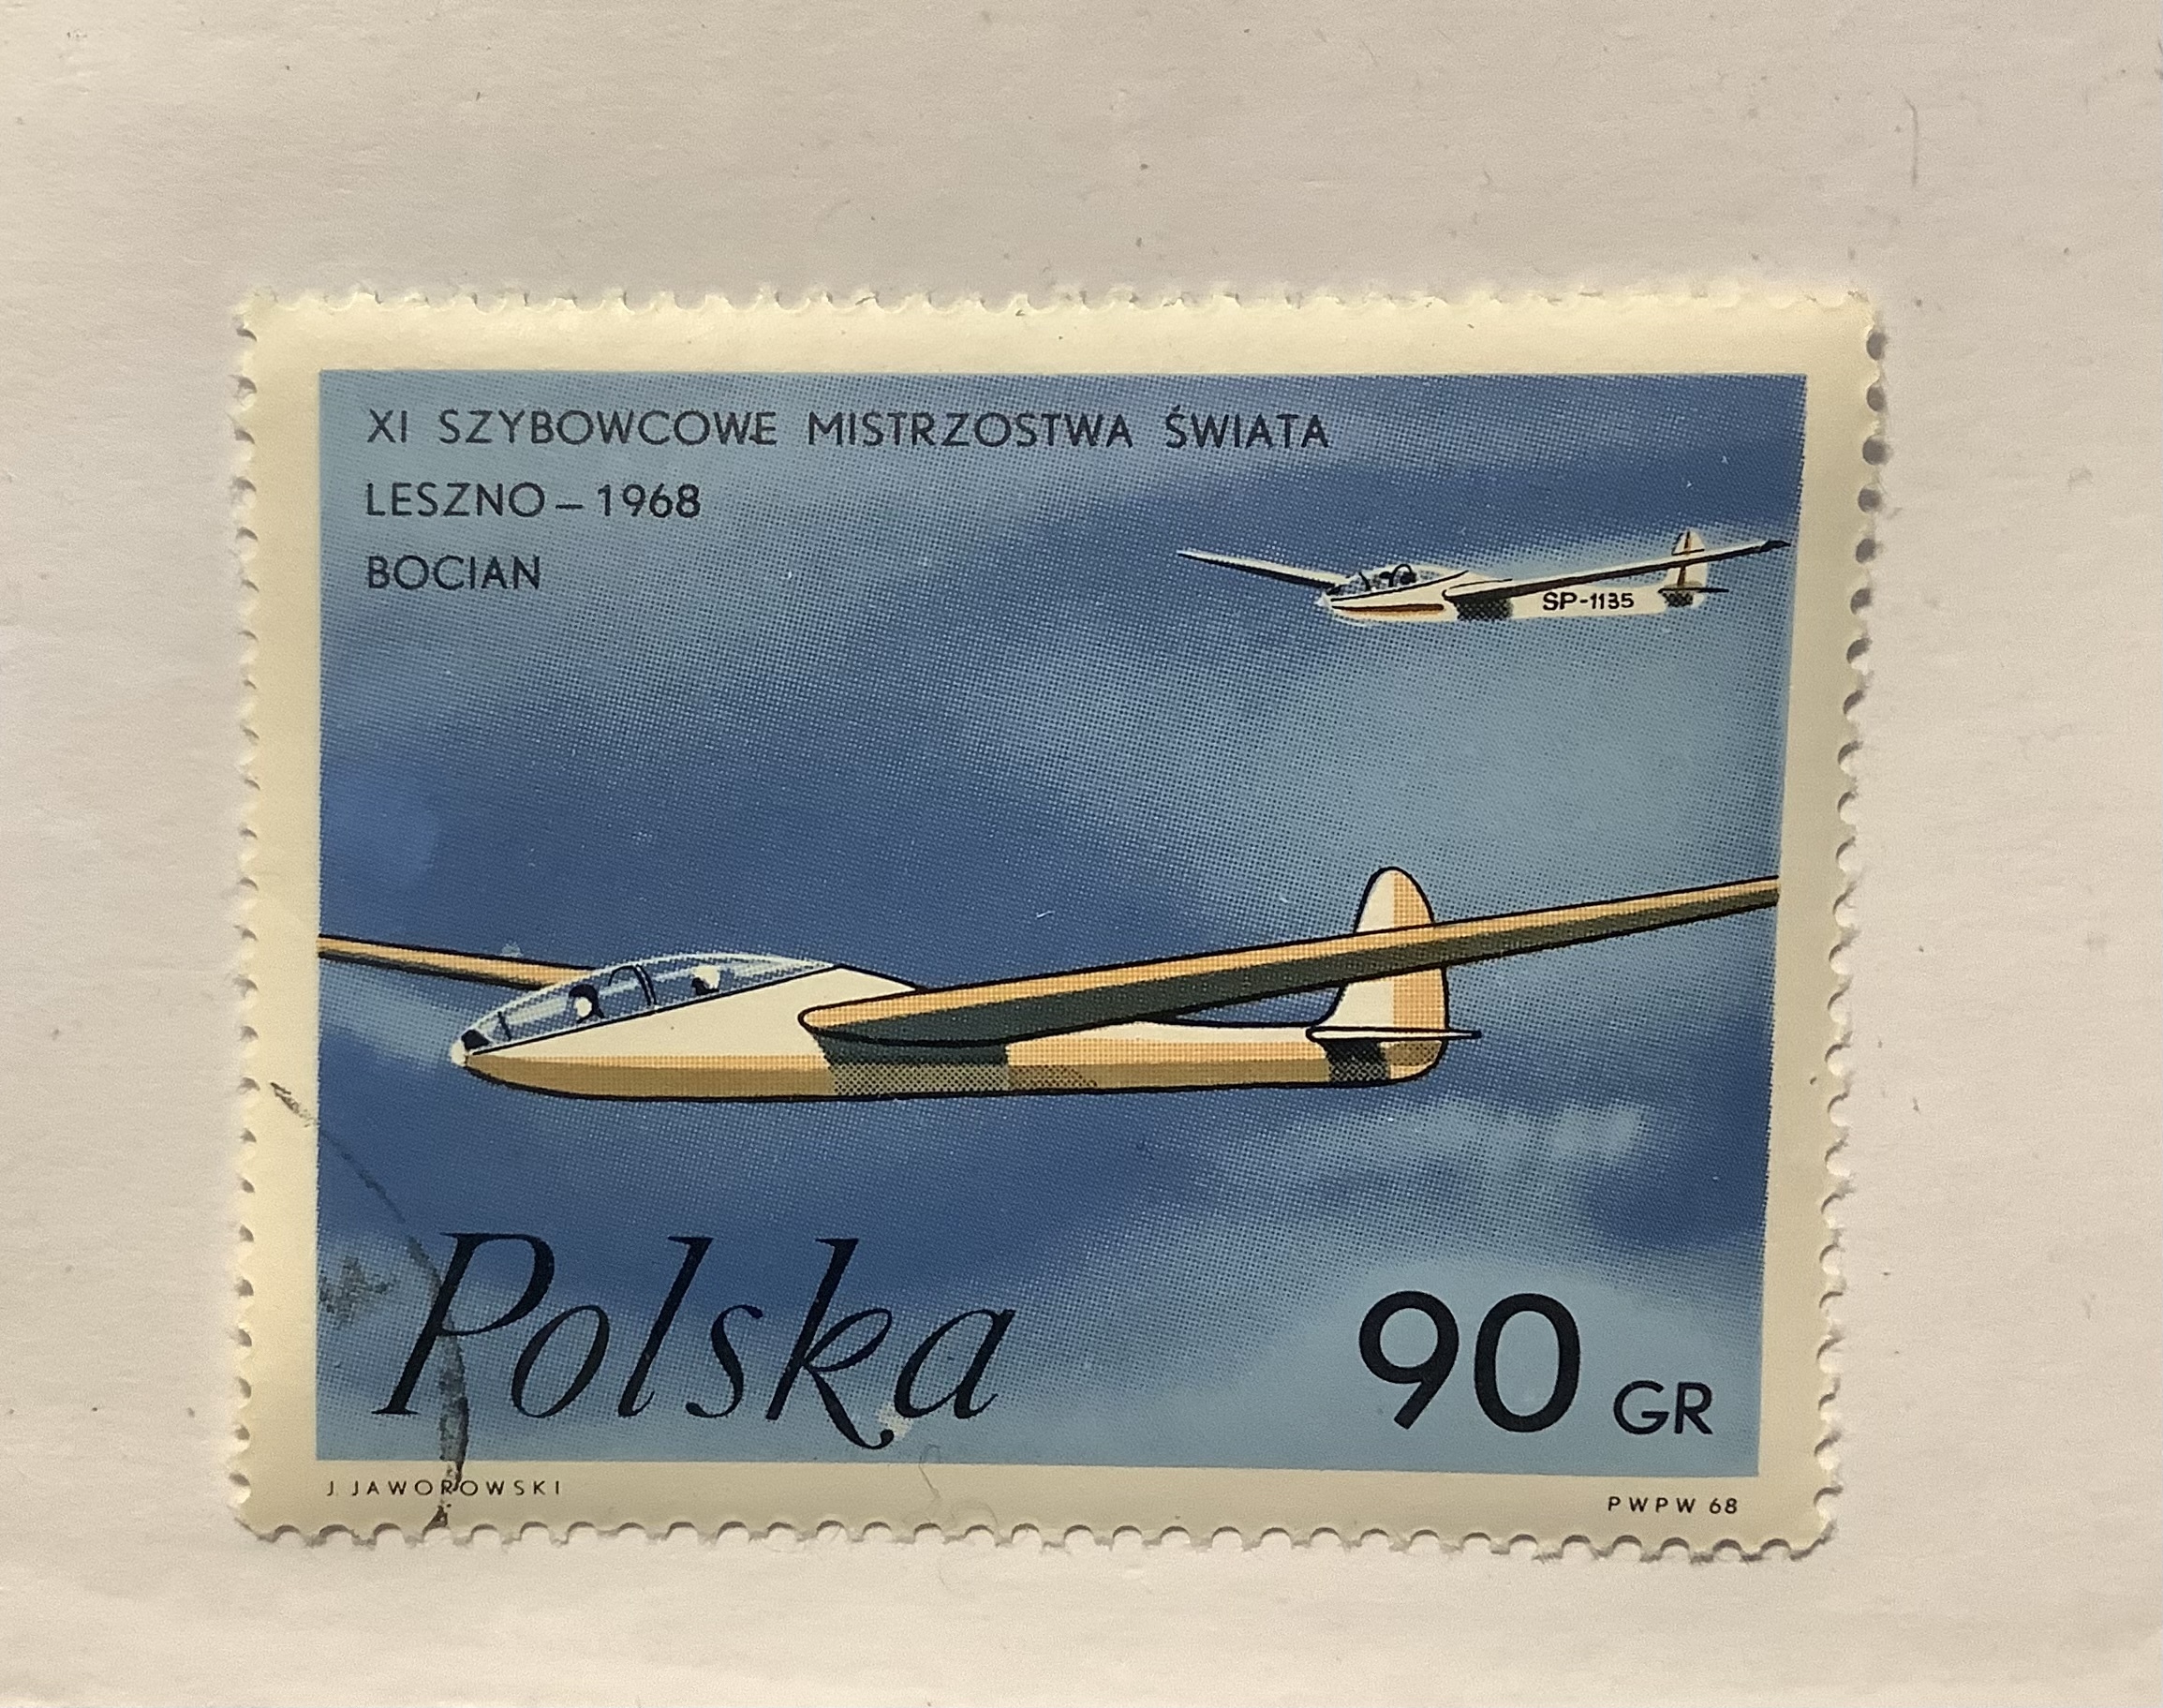 XI SZYBOWCOWE MISTRZOSTWA ŚWIATA
LESZNO – 1968
BOCIAN
SP-1135
Polska
90 GR
J. JAWOROWSKI
PWPW 68